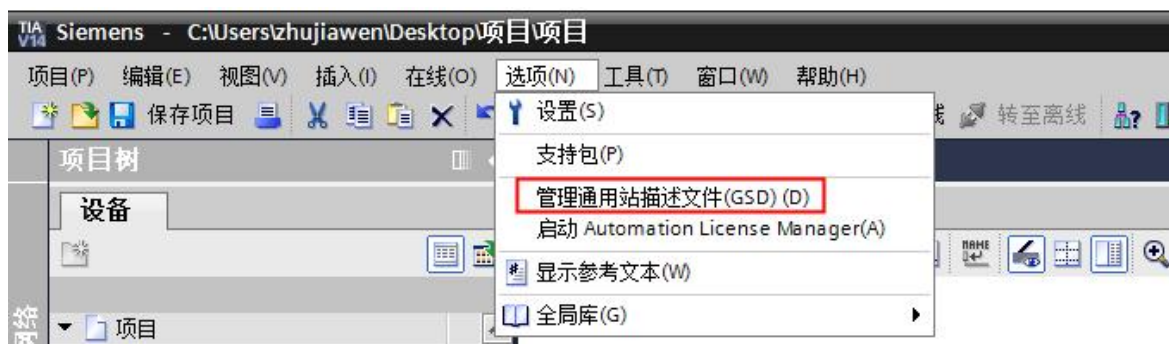 TIA V14 Siemens - C:\Users\zhujiawen\Desktop\项目\项目
项目(P) 编辑(E) 视图(V) 插入(I) 在线(O) 选项(N) 工具(T) 窗口(W) 帮助(H)
保存项目 转至离线
设置(S)
支持包(P)
管理通用站描述文件(GSD) (D)
启动 Automation License Manager(A)
显示参考文本(W)
全局库(G)
项目树
设备
NAME
项目